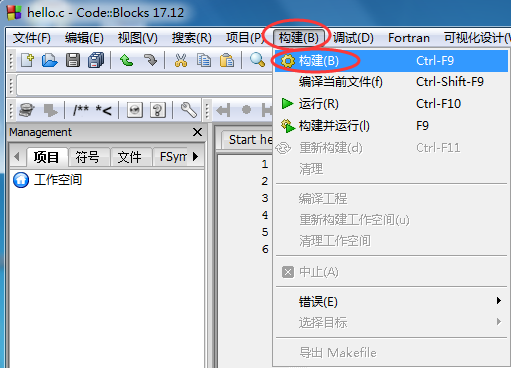 hello.c - Code::Blocks 17.12
文件(F) 编辑(E) 视图(V) 搜索(R) 项目(P) 构建(B) 调试(D) Fortran 可视化设计(
构建(B) Ctrl-F9
编译当前文件(f) Ctrl-Shift-F9
运行(R) Ctrl-F10
构建并运行(I) F9
重新构建(d) Ctrl-F11
清理
编译工程
重新构建工作空间(u)
清理工作空间
中止(A)
错误(E)
选择目标
导出 Makefile
/** *<
Management
项目 符号 文件 FSym
工作空间
Start he
1
2
3
4
5
6